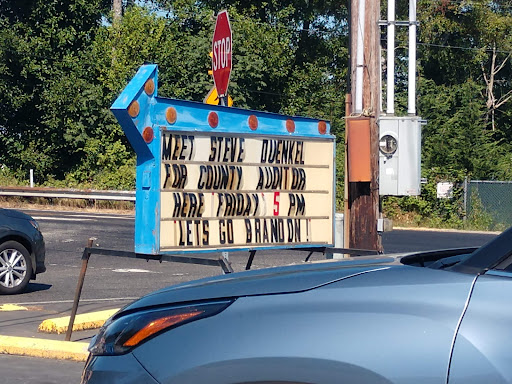 STOP
MEET STEVE DUENKEL
FOR COUNTY AUDITOR
HERE FRIDAY 5 PM
LETS GO BRANDON!